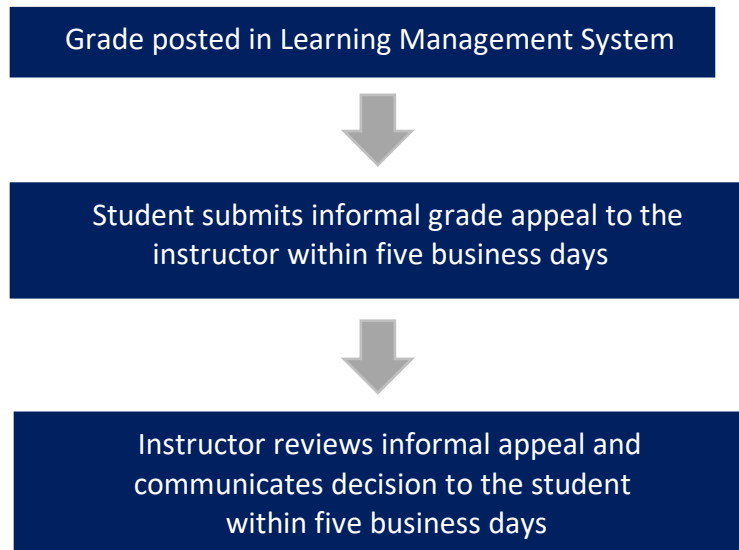 Grade posted in Learning Management System
Student submits informal grade appeal to the
instructor within five business days
Instructor reviews informal appeal and
communicates decision to the student
within five business days